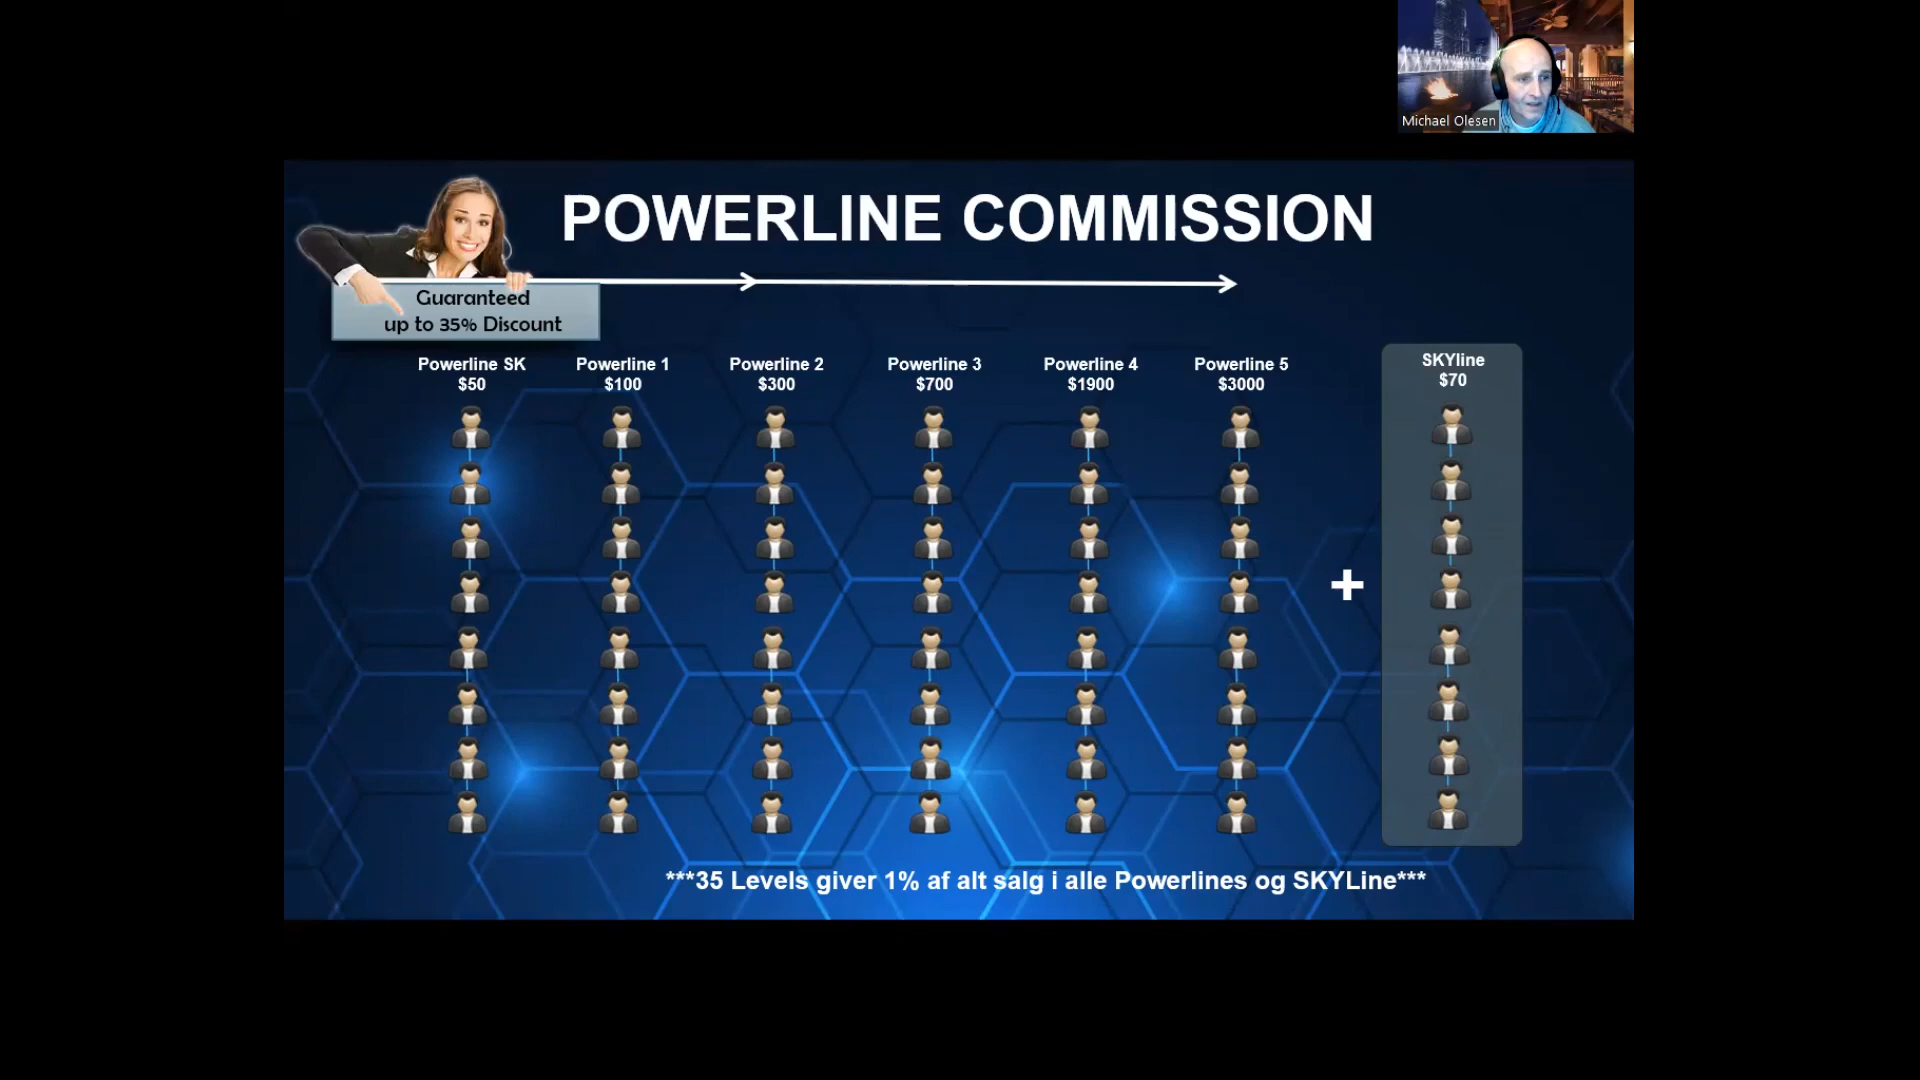 Michael Olesen
POWERLINE COMMISSION
Guaranteed
up to 35% Discount
Powerline SK
$50
Powerline 1
$100
Powerline 2
$300
Powerline 3
$700
Powerline 4
$1900
Powerline 5
$3000
+
SKYline
$70
***35 Levels giver 1% af alt salg i alle Powerlines og SKYLine***